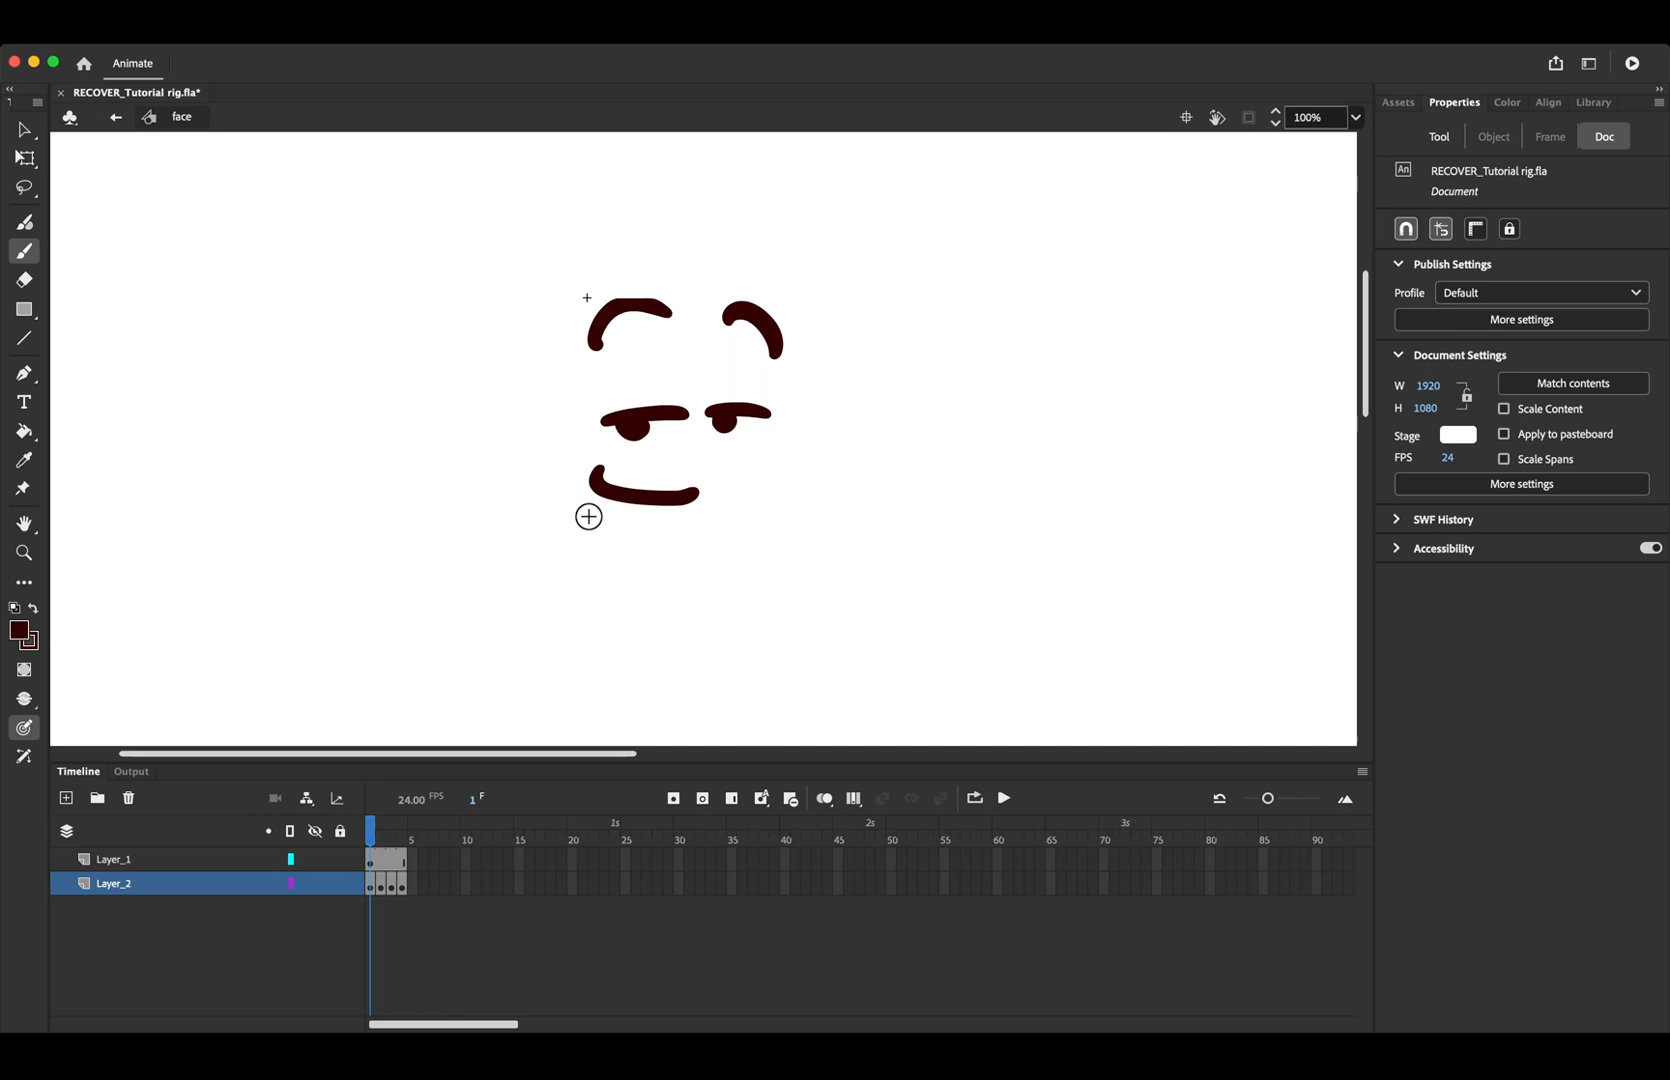 Animate
RECOVER_Tutorial rig.fla*
face
100%
Assets Properties Color Align Library
Tool Object Frame Doc
An RECOVER_Tutorial rig.fla
Document
Publish Settings
Profile Default
More settings
Document Settings
W 1920 Match contents
H 1080 Scale Content
Stage Apply to pasteboard
FPS 24 Scale Spans
More settings
SWF History
Accessibility
T
Timeline Output
24.00 FPS 1 F
1s 2s 3s
5 10 15 20 25 30 35 40 45 50 55 60 65 70 75 80 85 90
Layer_1
Layer_2